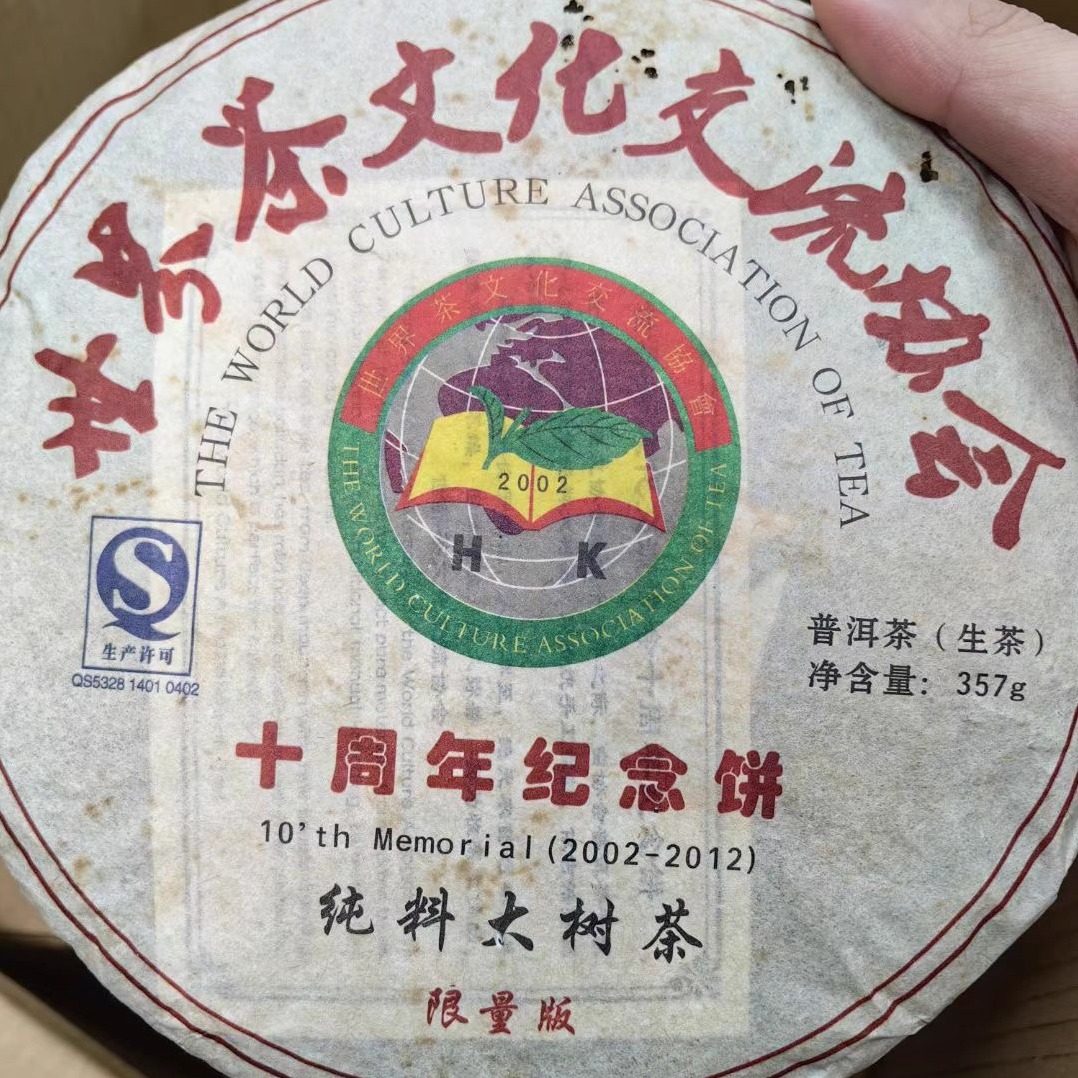 世界茶文化交流协会
THE WORLD CULTURE ASSOCIATION OF TEA
世界茶文化交流協會
2002
H K
THE WORLD CULTURE ASSOCIATION OF TEA
生产许可
QS5328 1401 0402
普洱茶（生茶）
净含量：357g
十周年纪念饼
10'th Memorial(2002-2012)
纯料大树茶
限量版